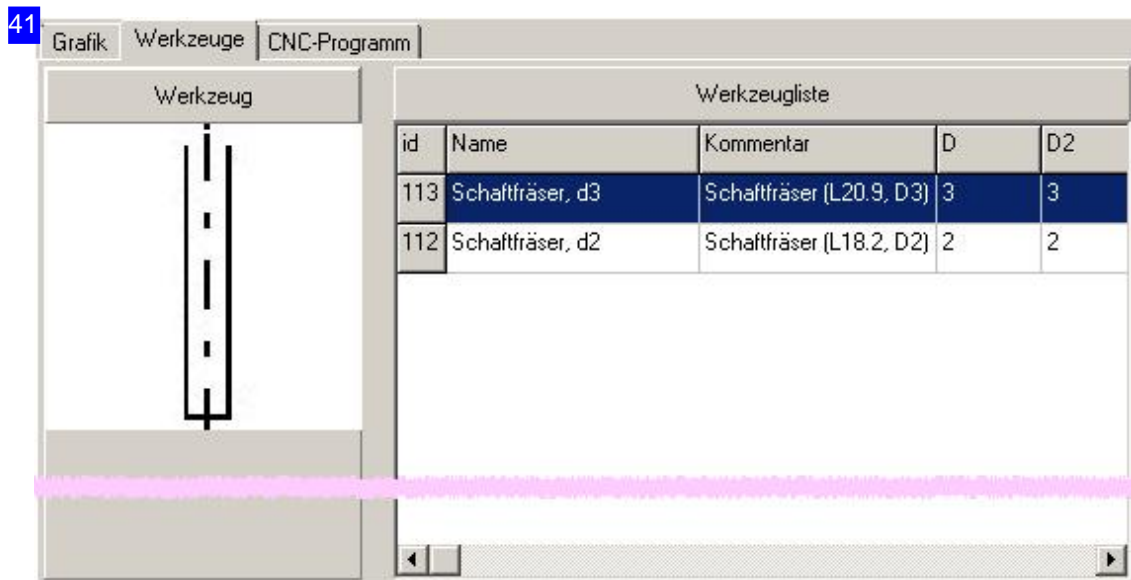 41
Grafik Werkzeuge CNC-Programm
Werkzeug Werkzeugliste
id Name Kommentar D D2
113 Schaftfräser, d3 Schaftfräser (L20.9, D3) 3 3
112 Schaftfräser, d2 Schaftfräser (L18.2, D2) 2 2